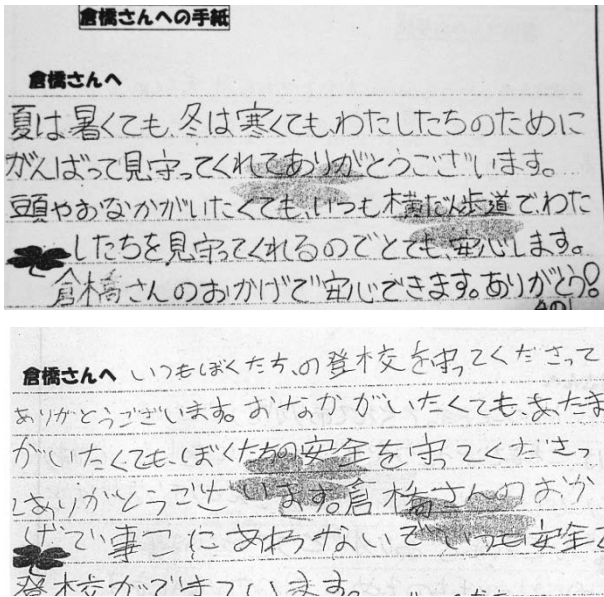 倉橋さんへの手紙
倉橋さんへ
夏は暑くても、冬は寒くても、わたしたちのために
がんばって見守ってくれてありがとうございます。
頭やおなかがいたくても、いつも横だん歩道でわた
したちを見守ってくれるのでとても、安心します。
倉橋さんのおかげで安心できます。ありがとう!
倉橋さんへ いつもぼくたち、の登校を守ってくださって
ありがとうございます。おなかがいたくても、あたま
がいたくても、ぼくたちの安全を守ってくださっ
てありがとうございます。倉橋さんのおか
げで事こにあわないでいつも安全で
登校ができています。